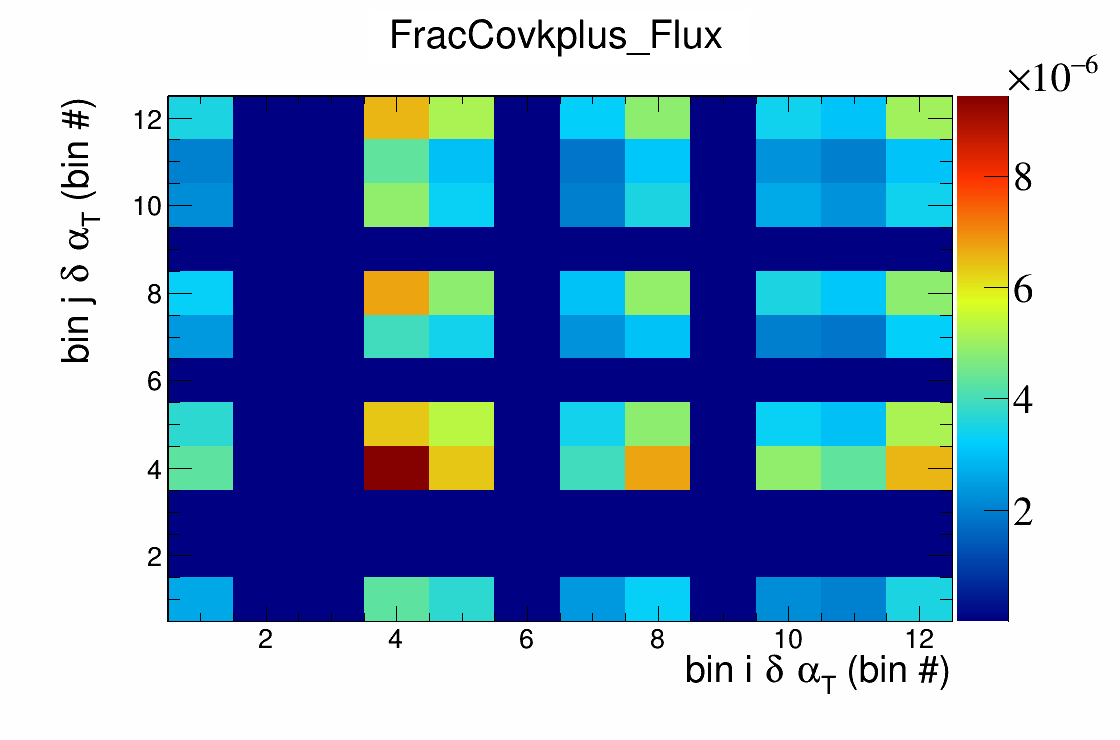 FracCovkplus_Flux
×10⁻⁶
bin j δ α_T (bin #)
12
10
8
6
4
2
8
6
4
2
2 4 6 8 10 12
bin i δ α_T (bin #)